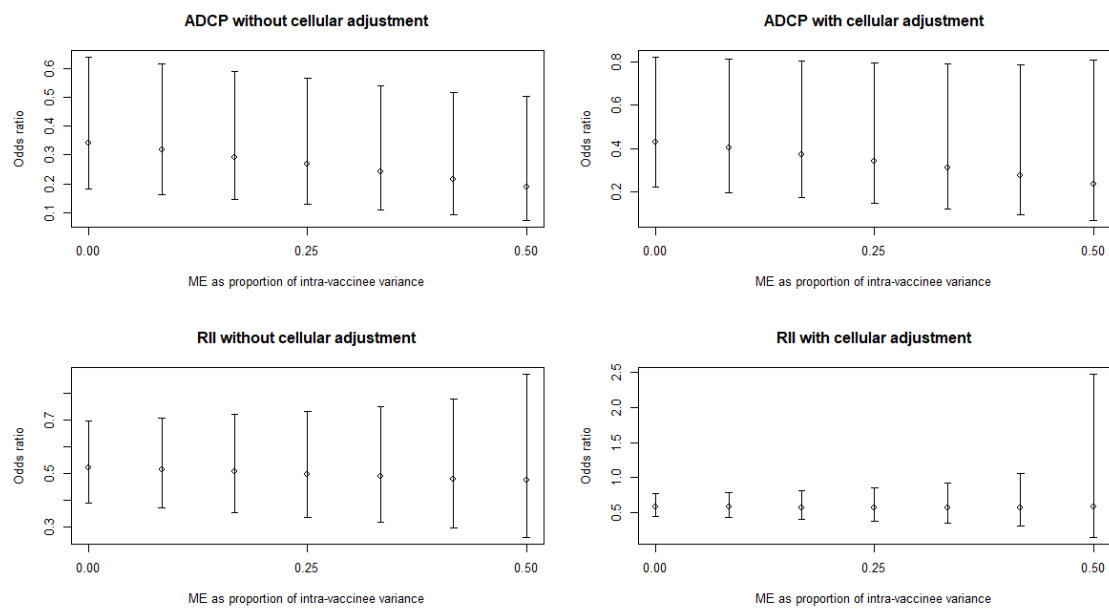 ADCP without cellular adjustment
Odds ratio
0.6
0.5
0.4
0.3
0.2
0.1
0.00 0.25 0.50
ME as proportion of intra-vaccinee variance
ADCP with cellular adjustment
Odds ratio
0.8
0.6
0.4
0.2
0.00 0.25 0.50
ME as proportion of intra-vaccinee variance
RII without cellular adjustment
Odds ratio
0.7
0.5
0.3
0.00 0.25 0.50
ME as proportion of intra-vaccinee variance
RII with cellular adjustment
Odds ratio
2.5
2.0
1.5
1.0
0.5
0.00 0.25 0.50
ME as proportion of intra-vaccinee variance